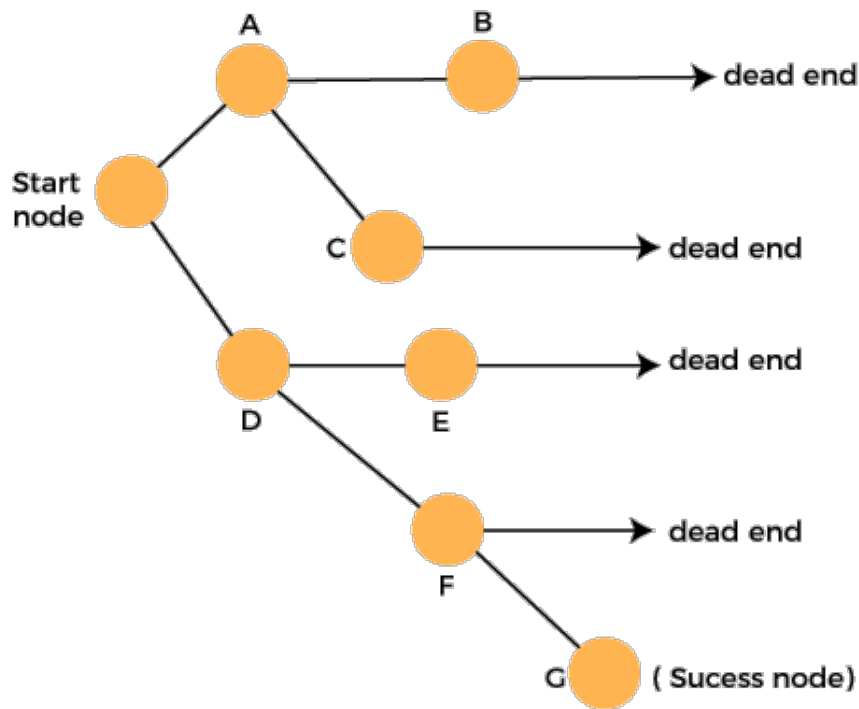 A
B
dead end
Start
node
C
dead end
dead end
D
E
dead end
F
G
( Sucess node)